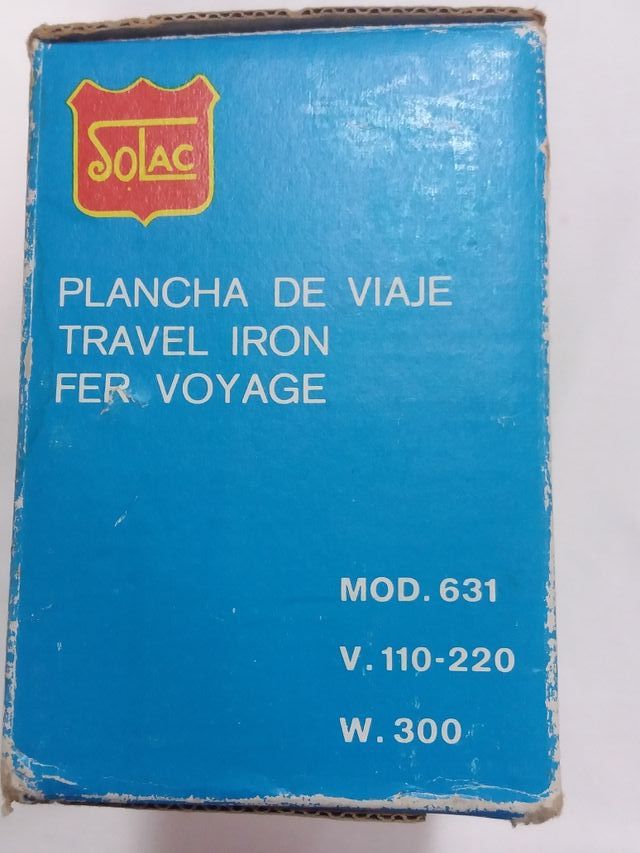 SOLAC
PLANCHA DE VIAJE
TRAVEL IRON
FER VOYAGE
MOD. 631
V. 110-220
W. 300